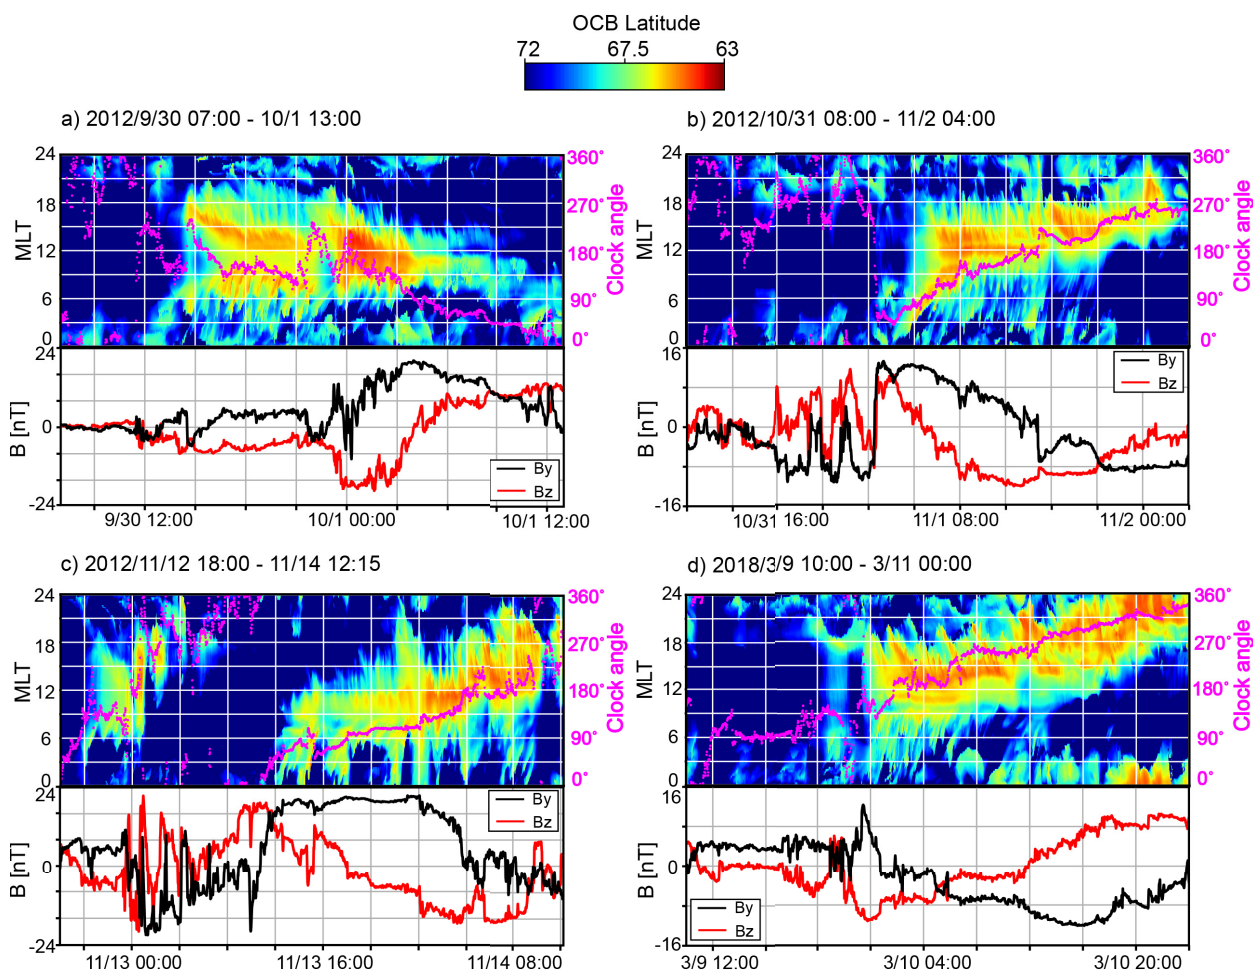 OCB Latitude
72 67.5 63
a) 2012/9/30 07:00 - 10/1 13:00
24 18 12 6 0
MLT
360° 270° 180° 90° 0°
Clock angle
24 0 -24
B [nT]
By
Bz
9/30 12:00 10/1 00:00 10/1 12:00
b) 2012/10/31 08:00 - 11/2 04:00
24 18 12 6 0
MLT
360° 270° 180° 90° 0°
Clock angle
16 0 -16
B [nT]
By
Bz
10/31 16:00 11/1 08:00 11/2 00:00
c) 2012/11/12 18:00 - 11/14 12:15
24 18 12 6 0
MLT
360° 270° 180° 90° 0°
Clock angle
24 0 -24
B [nT]
By
Bz
11/13 00:00 11/13 16:00 11/14 08:00
d) 2018/3/9 10:00 - 3/11 00:00
24 18 12 6 0
MLT
360° 270° 180° 90° 0°
Clock angle
16 0 -16
B [nT]
By
Bz
3/9 12:00 3/10 04:00 3/10 20:00